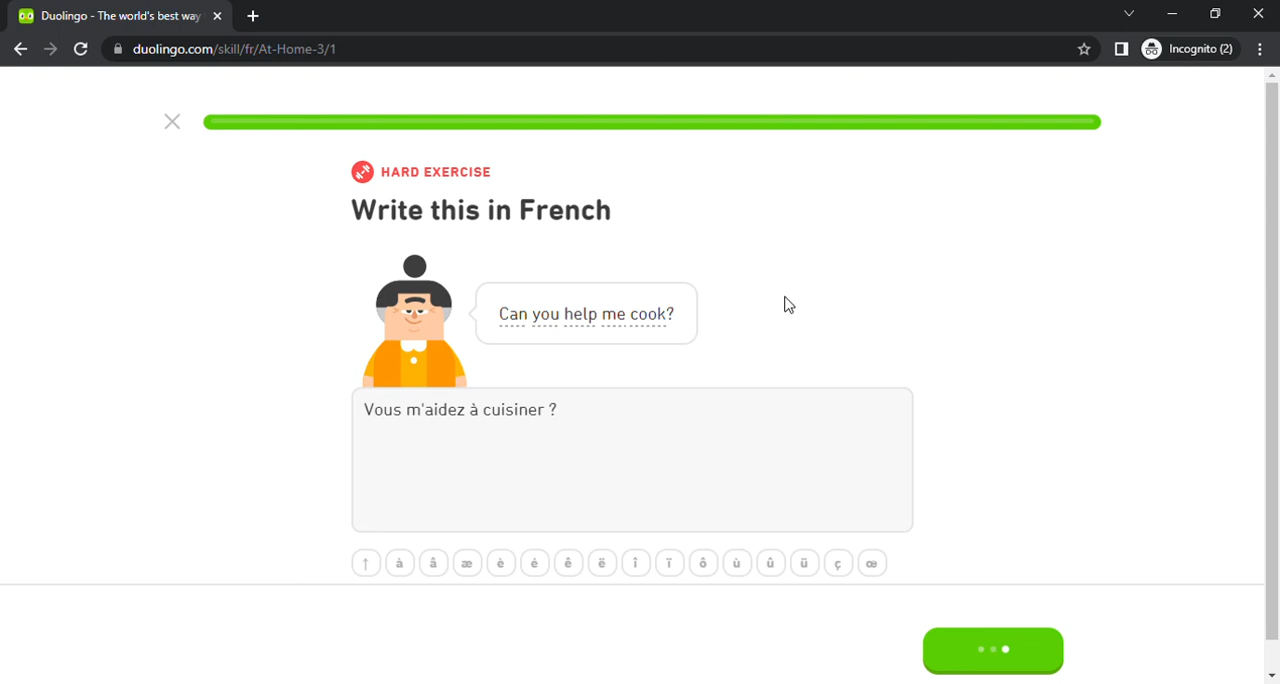 Duolingo - The world's best way
duolingo.com/skill/fr/At-Home-3/1
Incognito (2)
HARD EXERCISE
Write this in French
Can you help me cook?
Vous m'aidez à cuisiner ?
↑ à â æ è é ê ë î ï ô ù û ü ç œ